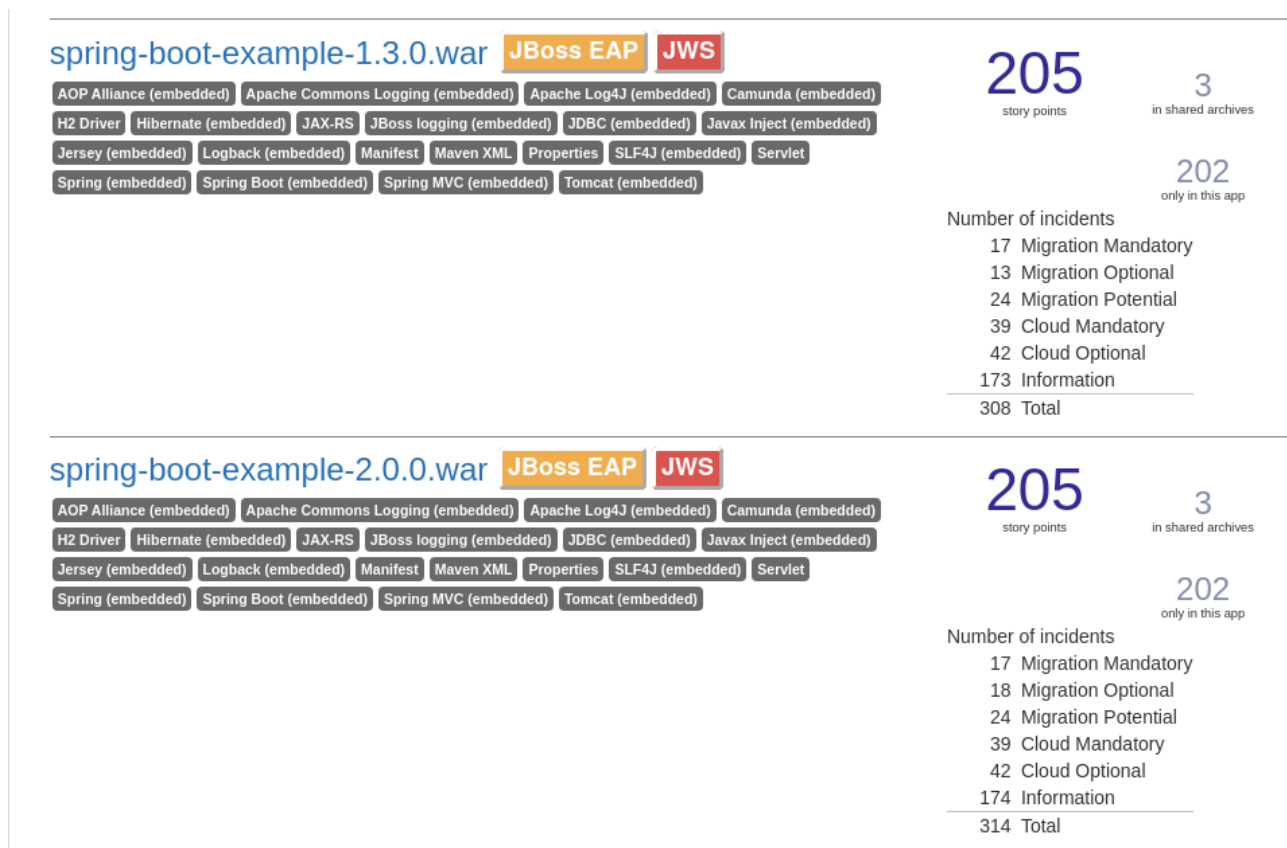 spring-boot-example-1.3.0.war JBoss EAP JWS
AOP Alliance (embedded) Apache Commons Logging (embedded) Apache Log4J (embedded) Camunda (embedded)
H2 Driver Hibernate (embedded) JAX-RS JBoss logging (embedded) JDBC (embedded) Javax Inject (embedded)
Jersey (embedded) Logback (embedded) Manifest Maven XML Properties SLF4J (embedded) Servlet
Spring (embedded) Spring Boot (embedded) Spring MVC (embedded) Tomcat (embedded)
205
story points
3
in shared archives
202
only in this app
Number of incidents
17 Migration Mandatory
13 Migration Optional
24 Migration Potential
39 Cloud Mandatory
42 Cloud Optional
173 Information
308 Total
spring-boot-example-2.0.0.war JBoss EAP JWS
AOP Alliance (embedded) Apache Commons Logging (embedded) Apache Log4J (embedded) Camunda (embedded)
H2 Driver Hibernate (embedded) JAX-RS JBoss logging (embedded) JDBC (embedded) Javax Inject (embedded)
Jersey (embedded) Logback (embedded) Manifest Maven XML Properties SLF4J (embedded) Servlet
Spring (embedded) Spring Boot (embedded) Spring MVC (embedded) Tomcat (embedded)
205
story points
3
in shared archives
202
only in this app
Number of incidents
17 Migration Mandatory
18 Migration Optional
24 Migration Potential
39 Cloud Mandatory
42 Cloud Optional
174 Information
314 Total